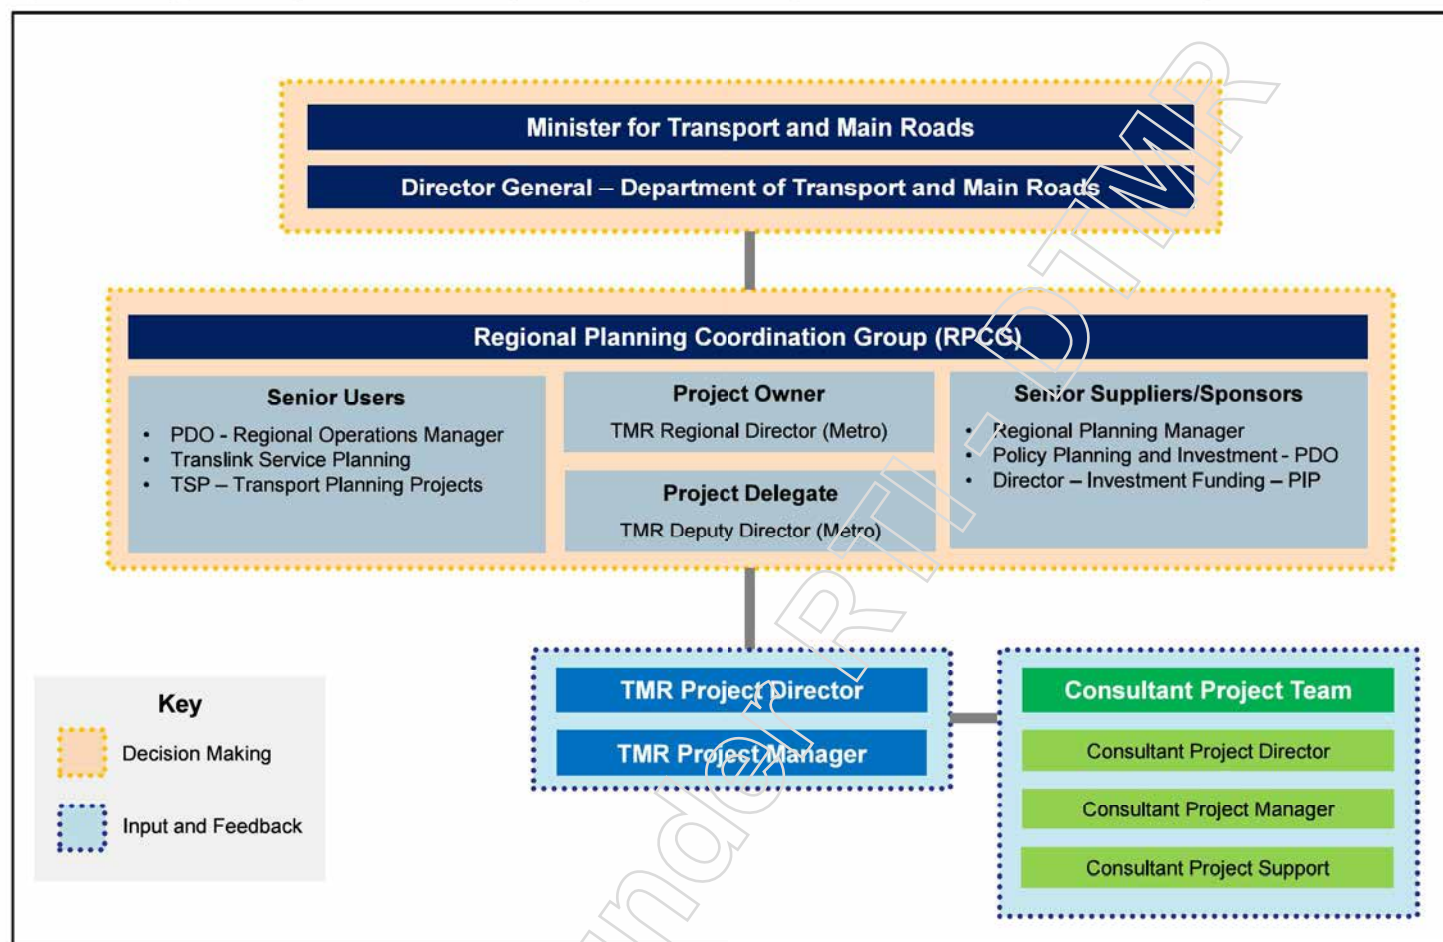 Minister for Transport and Main Roads
Director General – Department of Transport and Main Roads
Regional Planning Coordination Group (RPCG)
Senior Users
• PDO - Regional Operations Manager
• Translink Service Planning
• TSP – Transport Planning Projects
Project Owner
TMR Regional Director (Metro)
Project Delegate
TMR Deputy Director (Metro)
Senior Suppliers/Sponsors
• Regional Planning Manager
• Policy Planning and Investment - PDO
• Director – Investment Funding – PIP
TMR Project Director
TMR Project Manager
Consultant Project Team
Consultant Project Director
Consultant Project Manager
Consultant Project Support
Key
Decision Making
Input and Feedback
under RTI - DTMR